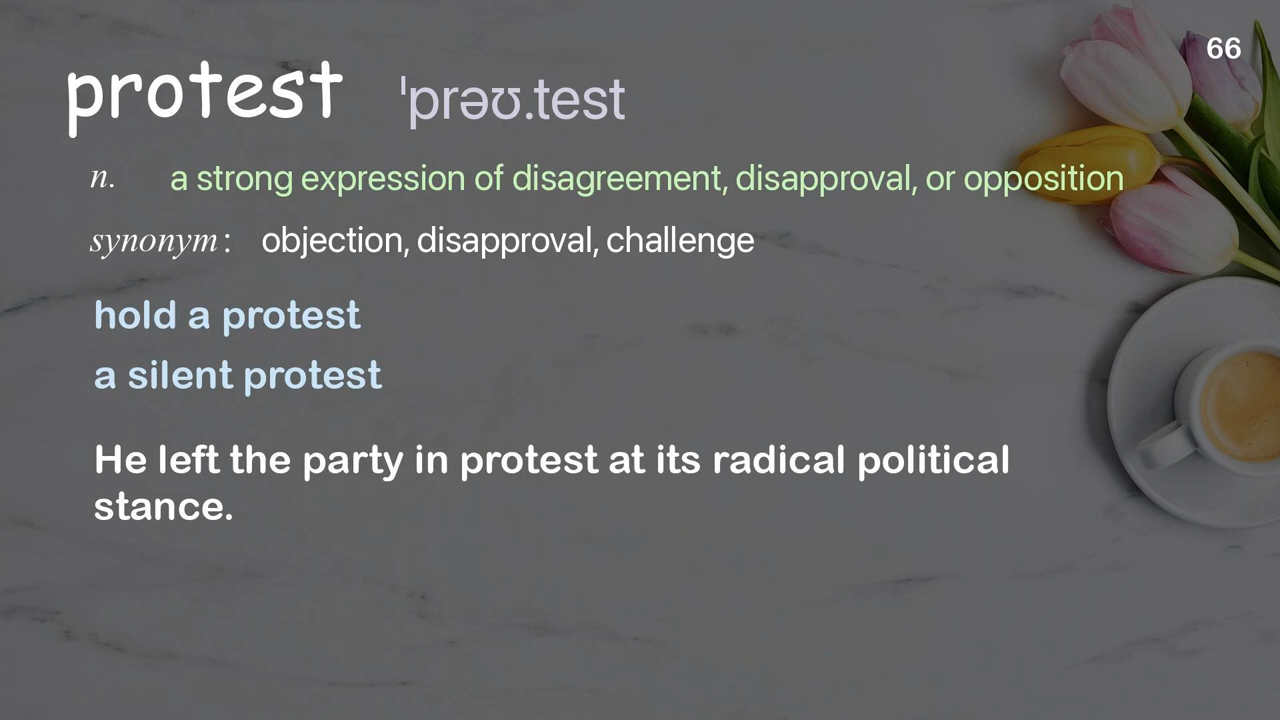 66
protest ˈprəʊ.test
n. a strong expression of disagreement, disapproval, or opposition
synonym: objection, disapproval, challenge
hold a protest
a silent protest
He left the party in protest at its radical political
stance.